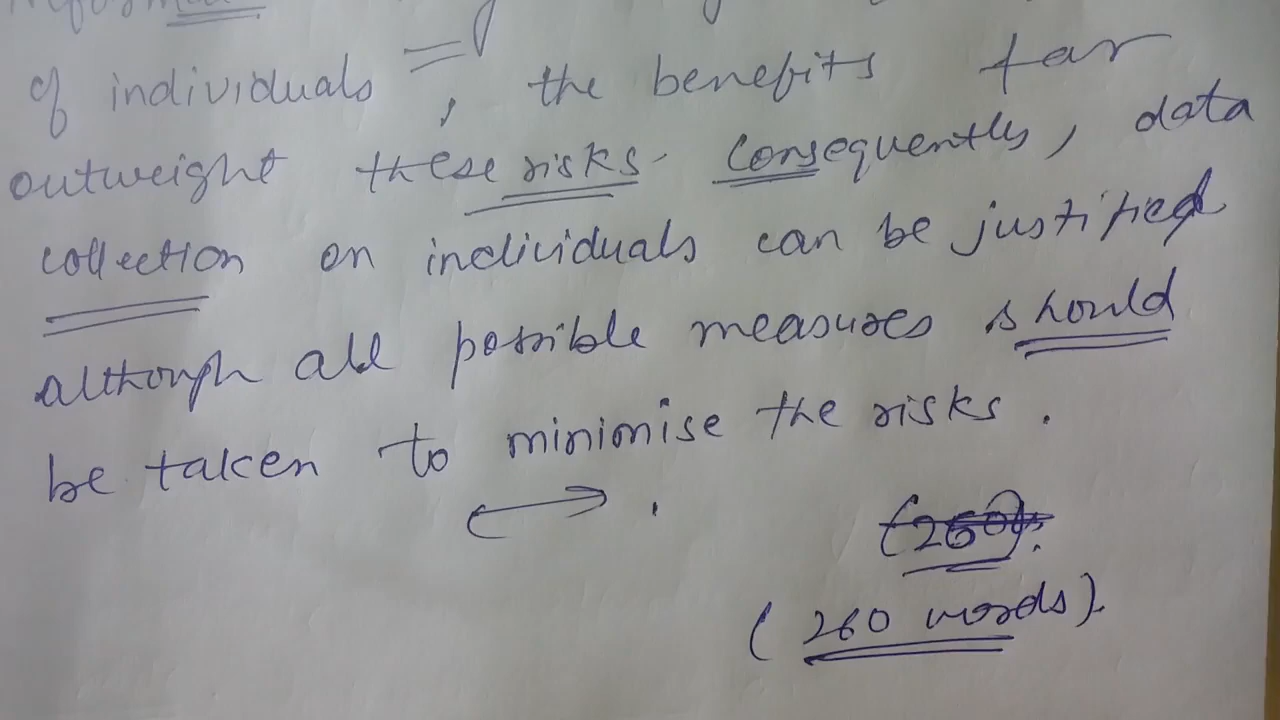 of individuals, the benefits far
outweight these risks. Consequently, data
collection on individuals can be justified
although all possible measures should
be taken to minimise the risks.
(260).
(260 words).